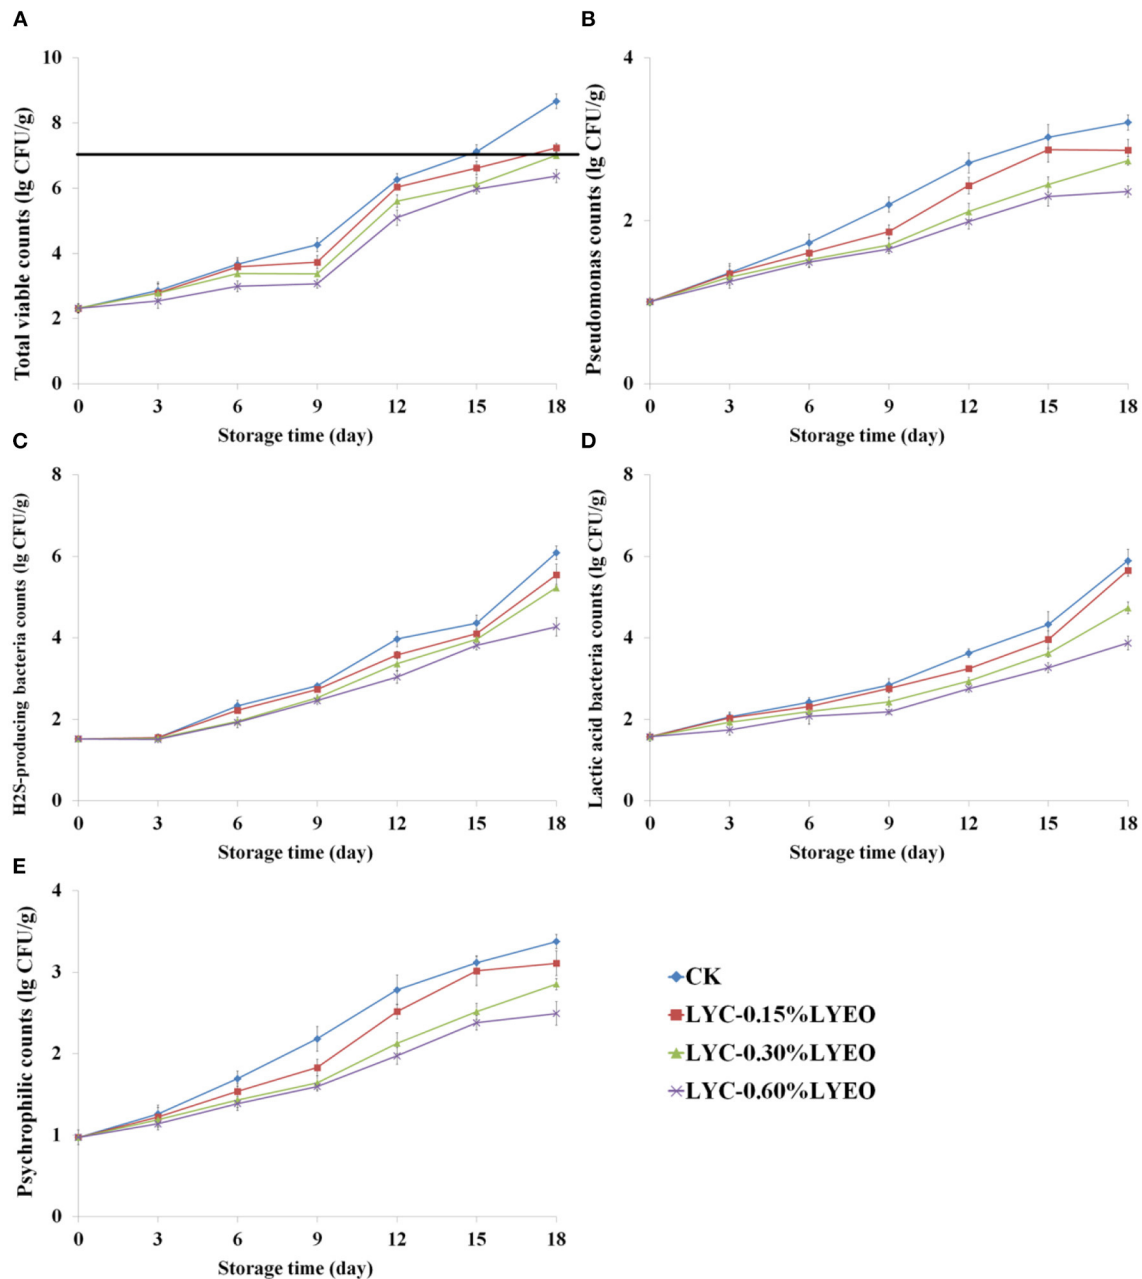 A
Total viable counts (lg CFU/g)
10
8
6
4
2
0
0 3 6 9 12 15 18
Storage time (day)
B
Pseudomonas counts (lg CFU/g)
4
2
0
0 3 6 9 12 15 18
Storage time (day)
C
H2S-producing bacteria counts (lg CFU/g)
8
6
4
2
0
0 3 6 9 12 15 18
Storage time (day)
D
Lactic acid bacteria counts (lg CFU/g)
8
6
4
2
0
0 3 6 9 12 15 18
Storage time (day)
E
Psychrophilic counts (lg CFU/g)
4
3
2
1
0
0 3 6 9 12 15 18
Storage time (day)
CK
LYC-0.15%LYEO
LYC-0.30%LYEO
LYC-0.60%LYEO